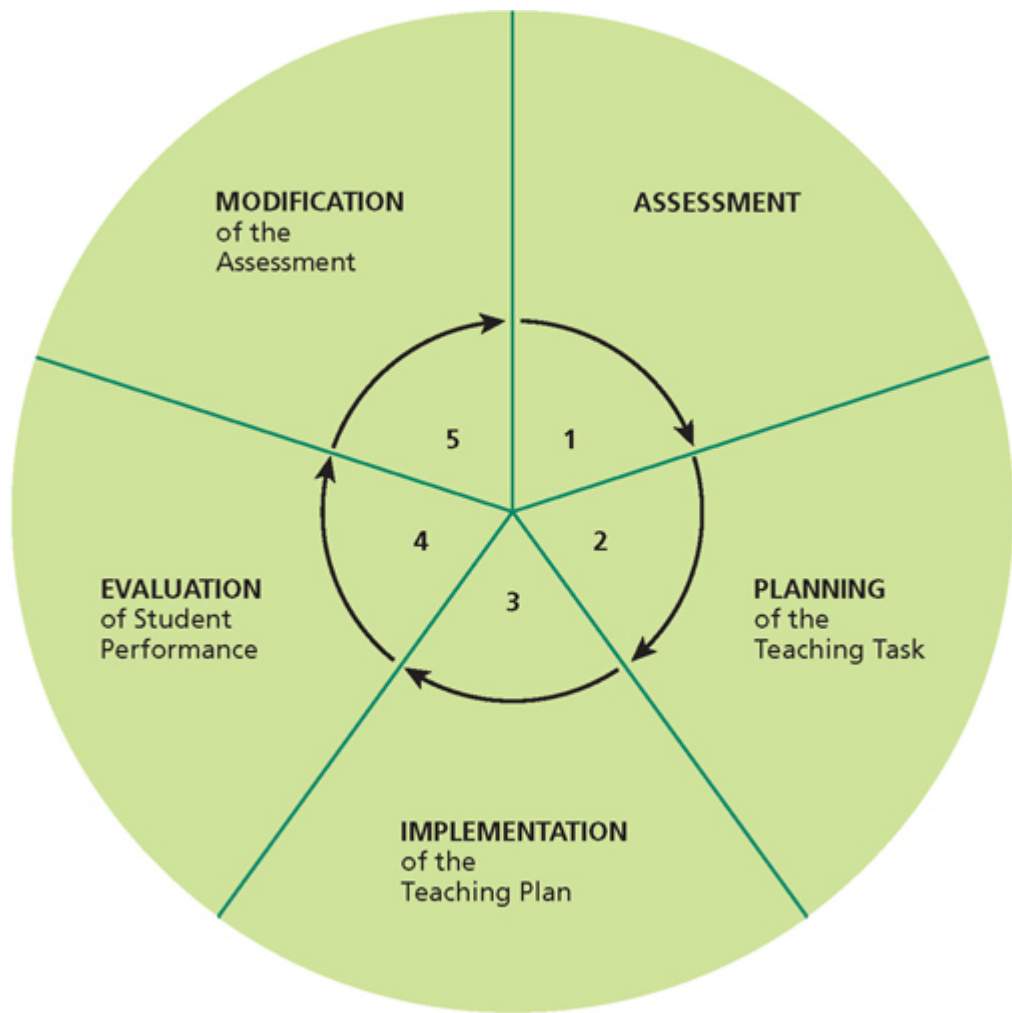 ASSESSMENT
1
PLANNING
of the
Teaching Task
2
IMPLEMENTATION
of the
Teaching Plan
3
EVALUATION
of Student
Performance
4
MODIFICATION
of the
Assessment
5